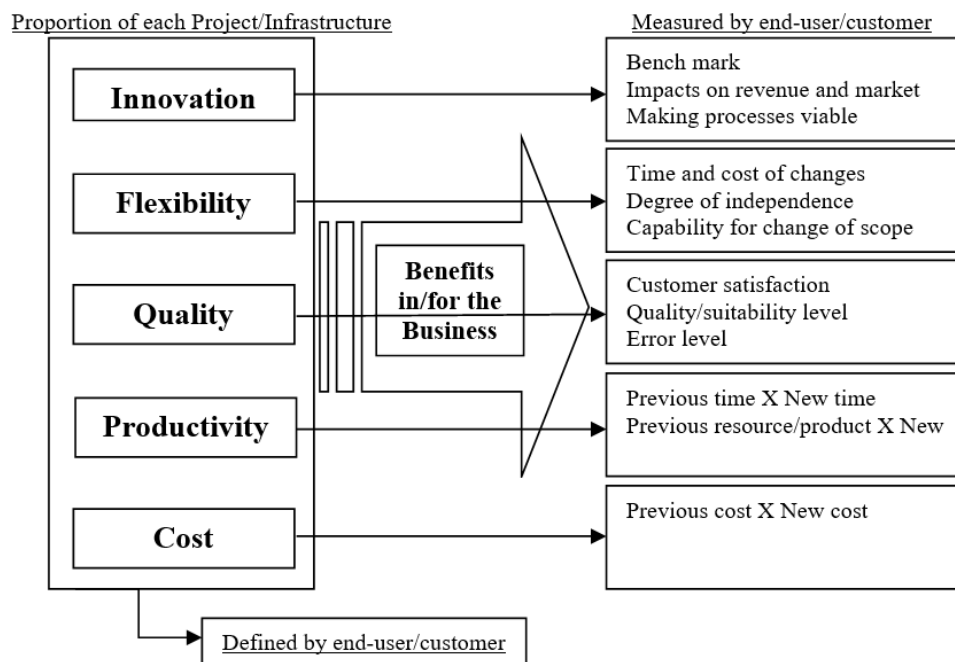 Proportion of each Project/Infrastructure
Measured by end-user/customer
Innovation
Bench mark
Impacts on revenue and market
Making processes viable
Flexibility
Time and cost of changes
Degree of independence
Capability for change of scope
Benefits
in/for the
Business
Quality
Customer satisfaction
Quality/suitability level
Error level
Productivity
Previous time X New time
Previous resource/product X New
Cost
Previous cost X New cost
Defined by end-user/customer